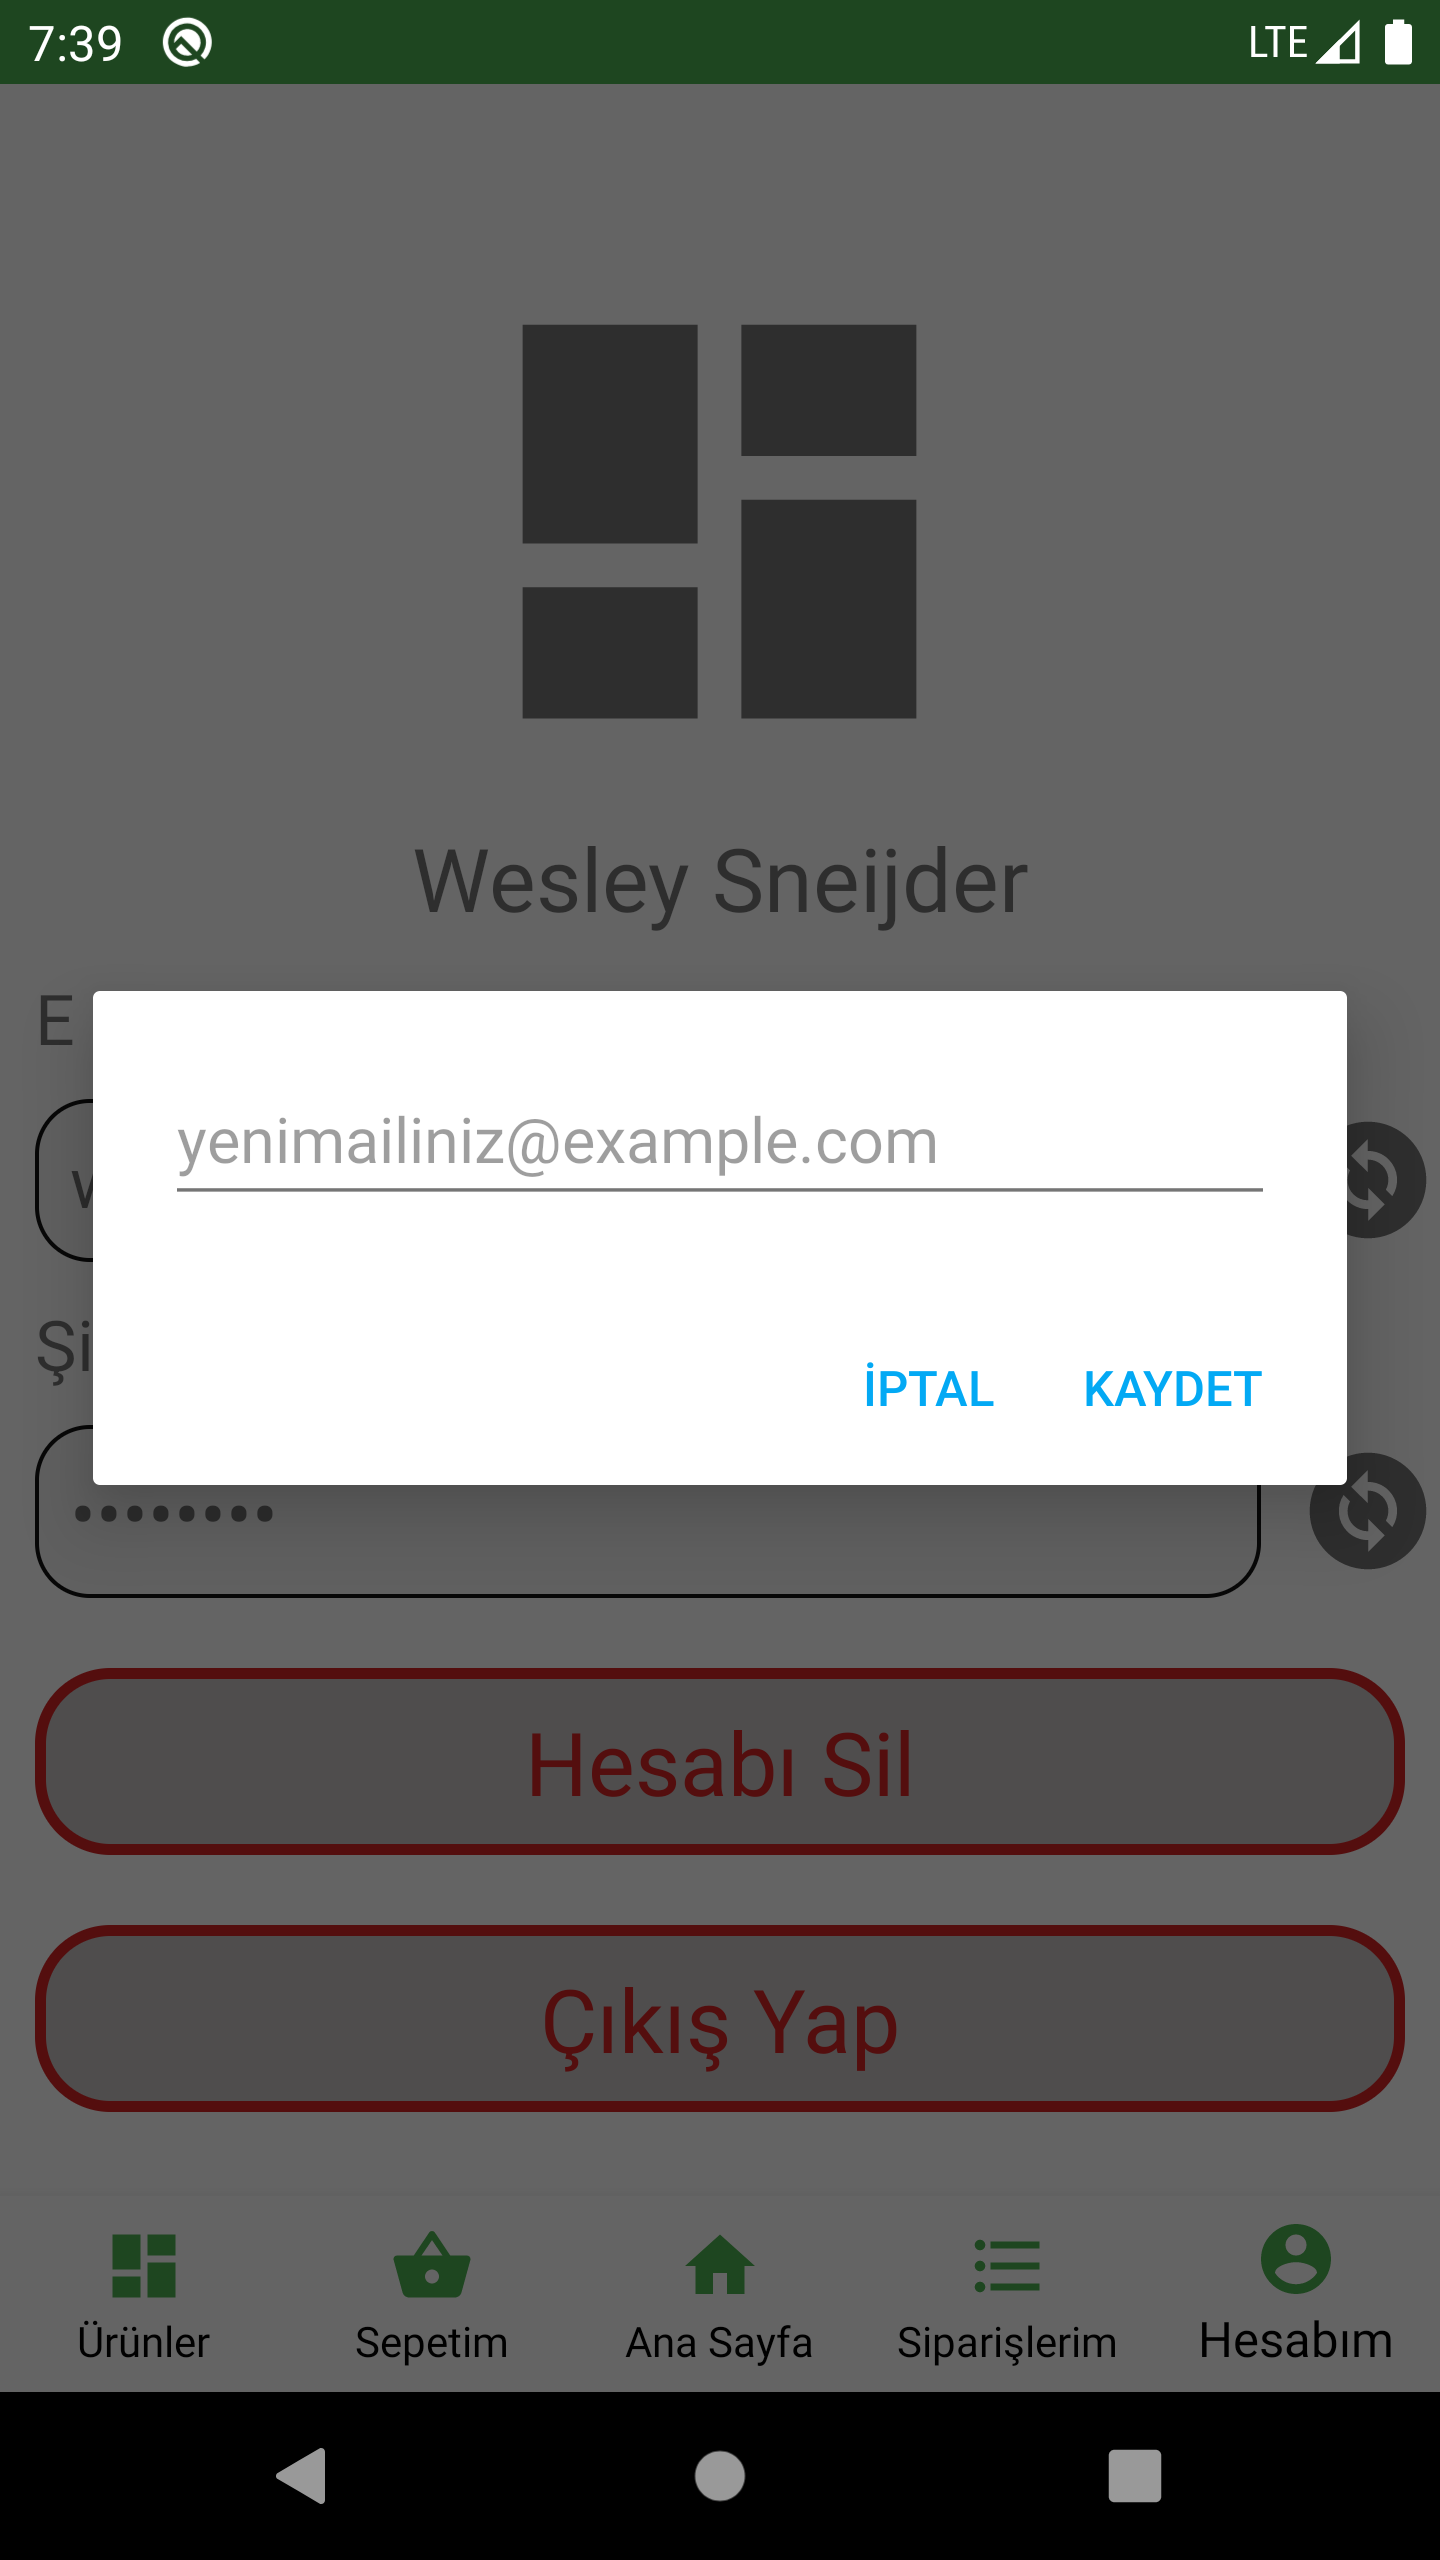 7:39
LTE
Wesley Sneijder
E
yenimailiniz@example.com
Şi
İPTAL KAYDET
••••••••
Hesabı Sil
Çıkış Yap
Ürünler Sepetim Ana Sayfa Siparişlerim Hesabım